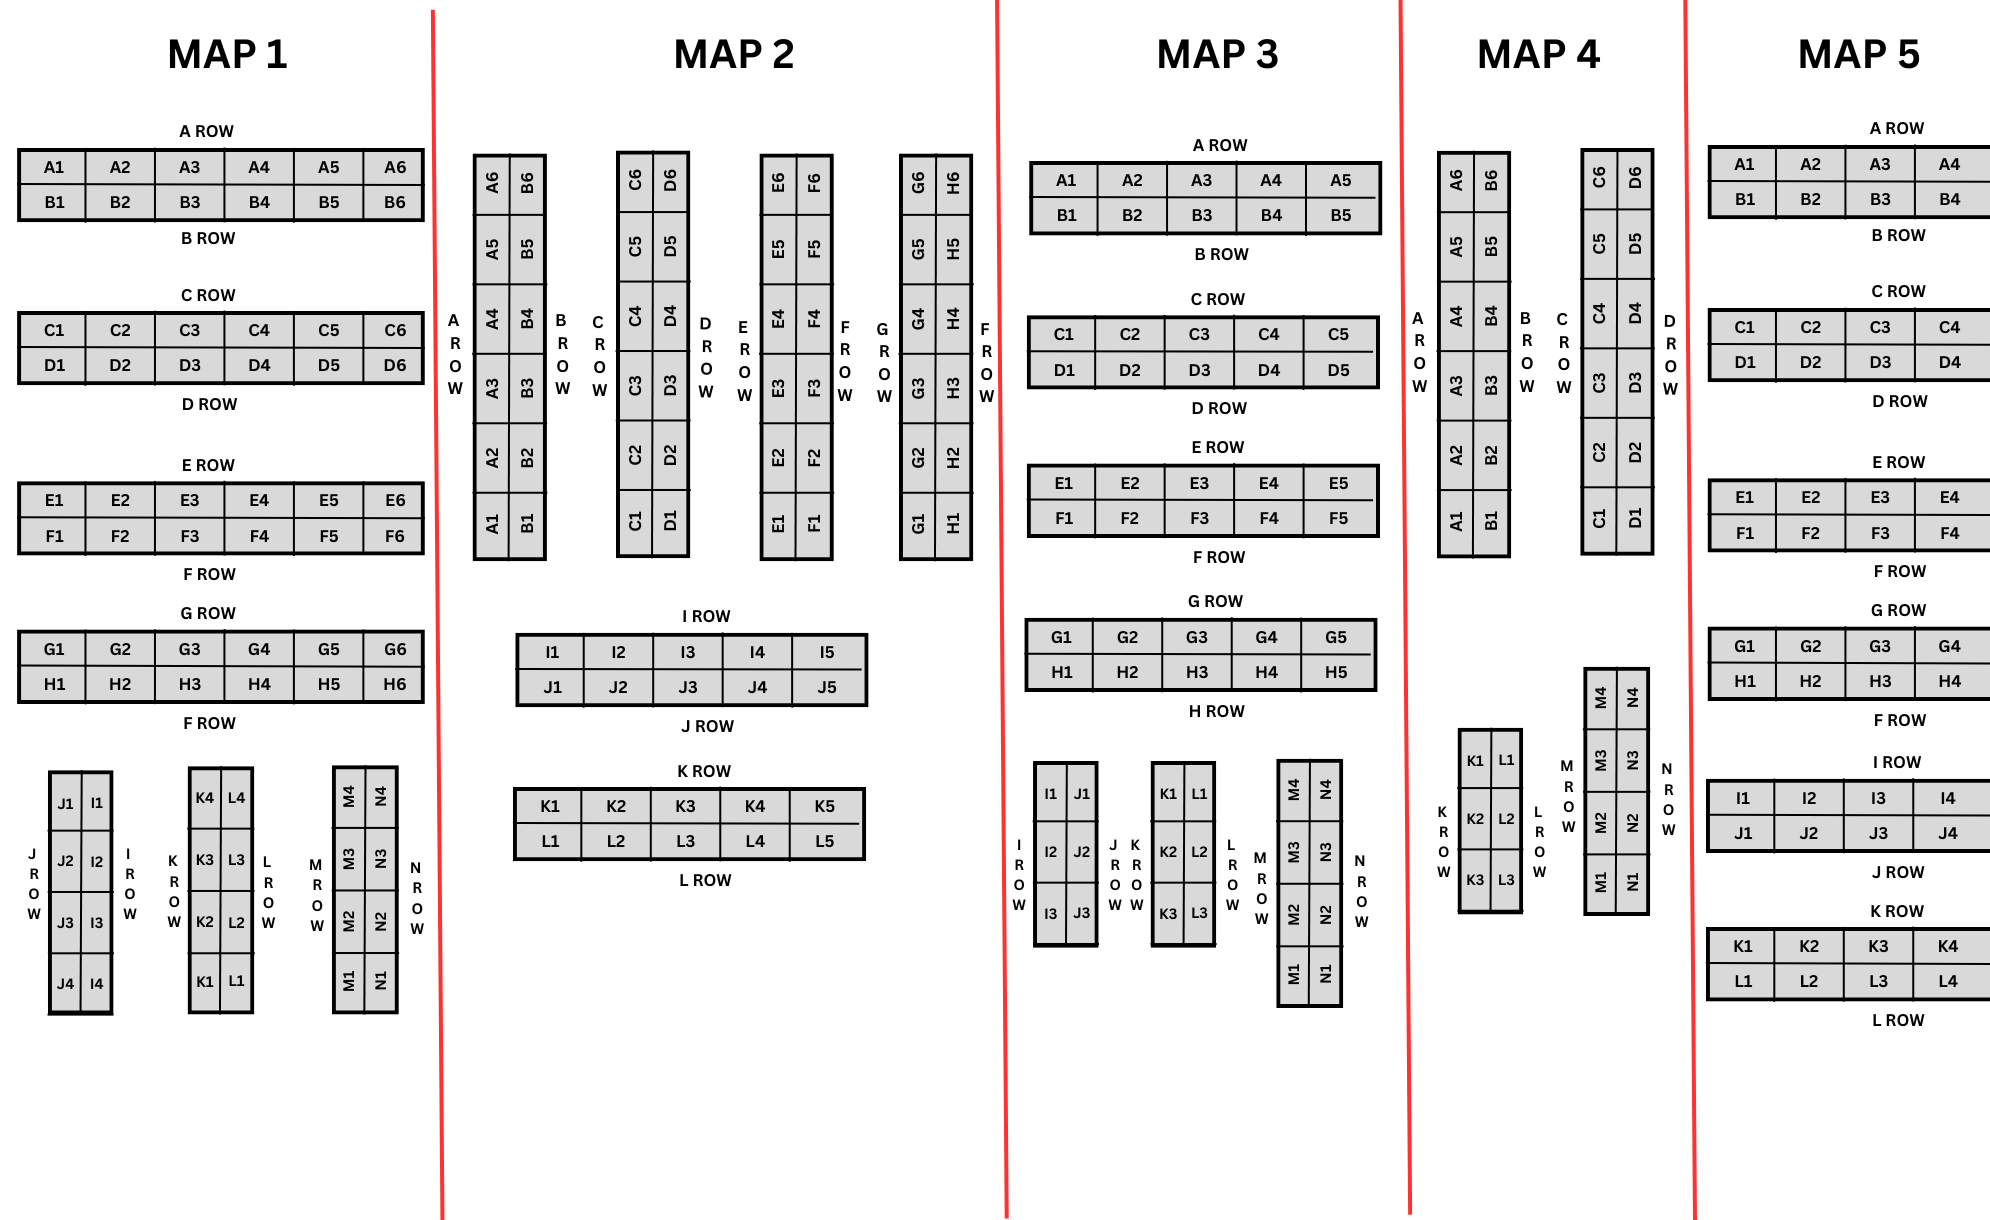 MAP 1
A ROW
A1 A2 A3 A4 A5 A6
B1 B2 B3 B4 B5 B6
B ROW
C ROW
C1 C2 C3 C4 C5 C6
D1 D2 D3 D4 D5 D6
D ROW
E ROW
E1 E2 E3 E4 E5 E6
F1 F2 F3 F4 F5 F6
F ROW
G ROW
G1 G2 G3 G4 G5 G6
H1 H2 H3 H4 H5 H6
F ROW
J ROW
J1 I1
J2 I2
J3 I3
J4 I4
I ROW
K ROW
K4 L4
K3 L3
K2 L2
K1 L1
L ROW
M ROW
M4 N4
M3 N3
M2 N2
M1 N1
N ROW
MAP 2
A ROW
A6 B6
A5 B5
A4 B4
A3 B3
A2 B2
A1 B1
B ROW
C ROW
C6 D6
C5 D5
C4 D4
C3 D3
C2 D2
C1 D1
D ROW
E ROW
E6 F6
E5 F5
E4 F4
E3 F3
E2 F2
E1 F1
F ROW
G ROW
G6 H6
G5 H5
G4 H4
G3 H3
G2 H2
G1 H1
F ROW
I ROW
I1 I2 I3 I4 I5
J1 J2 J3 J4 J5
J ROW
K ROW
K1 K2 K3 K4 K5
L1 L2 L3 L4 L5
L ROW
MAP 3
A ROW
A1 A2 A3 A4 A5
B1 B2 B3 B4 B5
B ROW
C ROW
C1 C2 C3 C4 C5
D1 D2 D3 D4 D5
D ROW
E ROW
E1 E2 E3 E4 E5
F1 F2 F3 F4 F5
F ROW
G ROW
G1 G2 G3 G4 G5
H1 H2 H3 H4 H5
H ROW
I ROW
I1 J1
I2 J2
I3 J3
J ROW
K ROW
K1 L1
K2 L2
K3 L3
L ROW
M ROW
M4 N4
M3 N3
M2 N2
M1 N1
N ROW
MAP 4
A ROW
A6 B6
A5 B5
A4 B4
A3 B3
A2 B2
A1 B1
B ROW
C ROW
C6 D6
C5 D5
C4 D4
C3 D3
C2 D2
C1 D1
D ROW
K ROW
K1 L1
K2 L2
K3 L3
L ROW
M ROW
M4 N4
M3 N3
M2 N2
M1 N1
N ROW
MAP 5
A ROW
A1 A2 A3 A4
B1 B2 B3 B4
B ROW
C ROW
C1 C2 C3 C4
D1 D2 D3 D4
D ROW
E ROW
E1 E2 E3 E4
F1 F2 F3 F4
F ROW
G ROW
G1 G2 G3 G4
H1 H2 H3 H4
F ROW
I ROW
I1 I2 I3 I4
J1 J2 J3 J4
J ROW
K ROW
K1 K2 K3 K4
L1 L2 L3 L4
L ROW